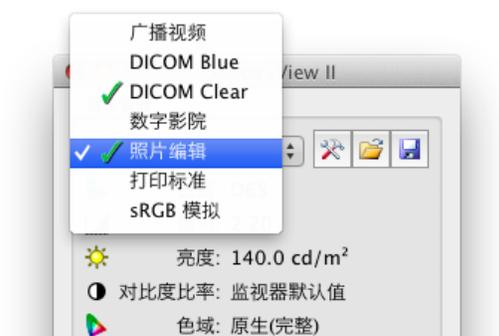 广播视频
DICOM Blue
View II
DICOM Clear
数字影院
照片编辑
打印标准
sRGB 模拟
亮度: 140.0 cd/m²
对比度比率: 监视器默认值
色域: 原生(完整)